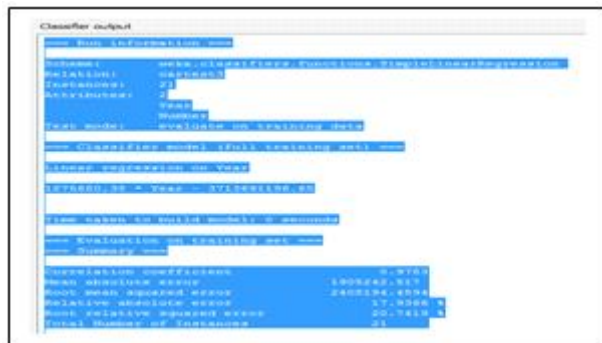 Classifier output
=== Run information ===
Scheme: weka.classifiers.functions.SimpleLinearRegression
Relation: cartest3
Instances: 21
Attributes: 2
Year
Number
Test mode: evaluate on training data
=== Classifier model (full training set) ===
Linear regression on Year
* Year -
Time taken to build model: 0 seconds
=== Evaluation on training set ===
=== Summary ===
Correlation coefficient
Mean absolute error
Root mean squared error
Relative absolute error %
Root relative squared error %
Total Number of Instances 21